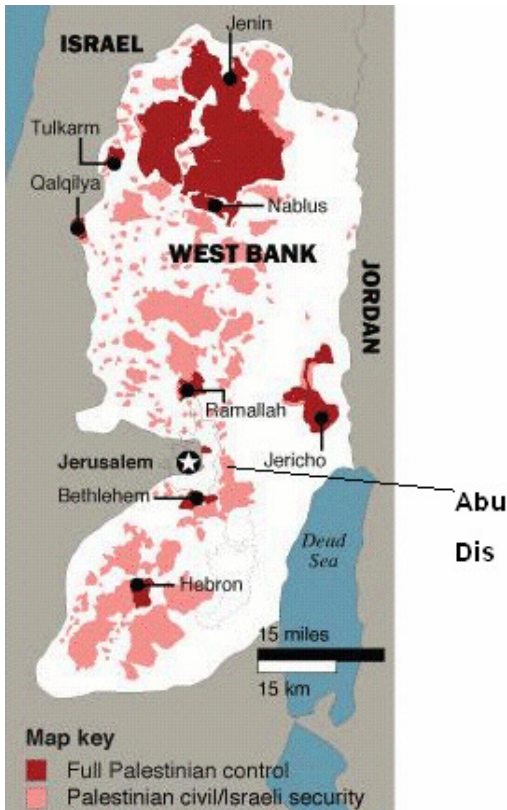 Jenin
ISRAEL
Tulkarm
Qalqilya
Nablus
WEST BANK
JORDAN
Ramallah
Jericho
Jerusalem
Bethlehem
Abu
Dis
Dead
Sea
Hebron
15 miles
15 km
Map key
Full Palestinian control
Palestinian civil/Israeli security